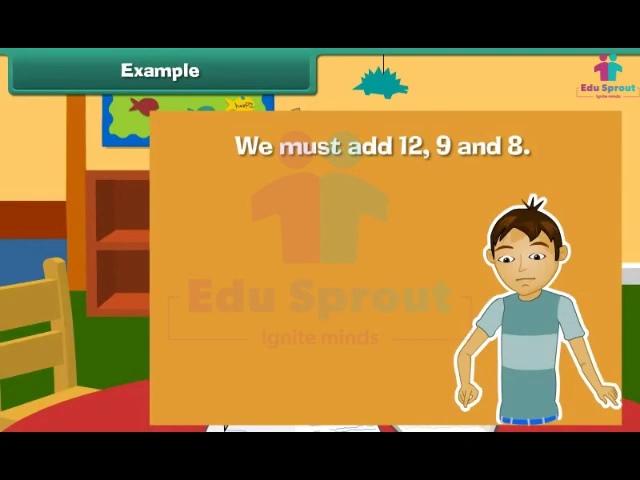 Example
Edu Sprout
Ignite minds
We must add 12, 9 and 8.
Edu Sprout
Ignite minds